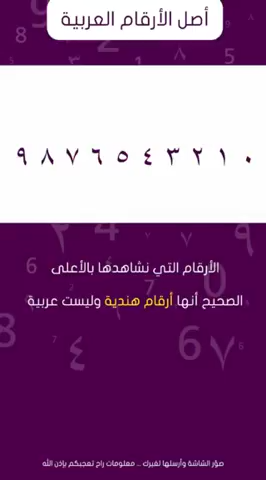 أصل الأرقام العربية
٠ ١ ٢ ٣ ٤ ٥ ٦ ٧ ٨ ٩
الأرقام التي نشاهدها بالأعلى
الصحيح أنها أرقام هندية وليست عربية
صوّر الشاشة وأرسلها لغيرك .. معلومات راح تعجبكم بإذن الله